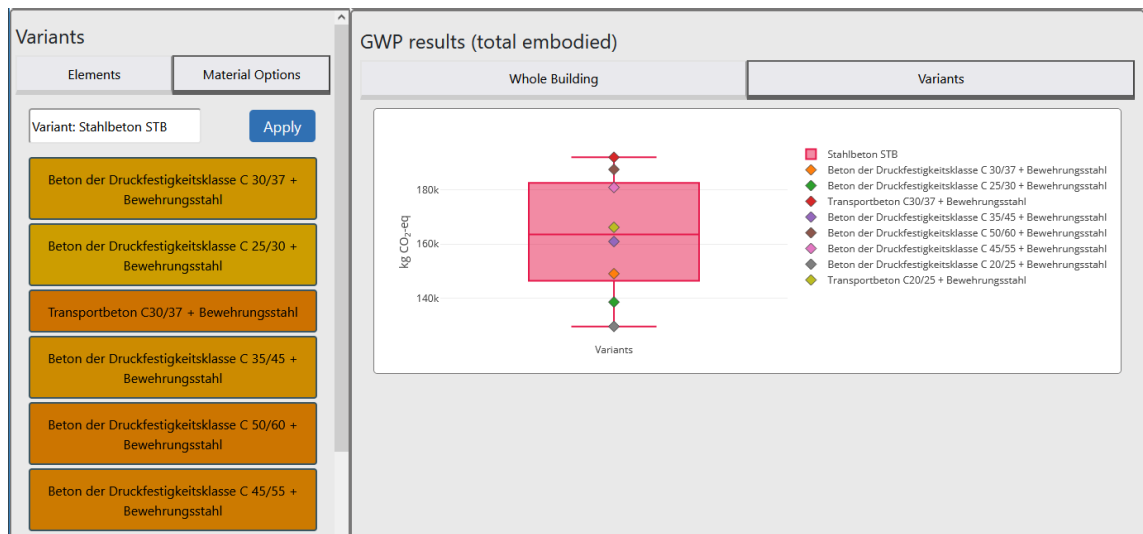 Variants
Elements
Material Options
Variant: Stahlbeton STB
Apply
Beton der Druckfestigkeitsklasse C 30/37 +
Bewehrungsstahl
Beton der Druckfestigkeitsklasse C 25/30 +
Bewehrungsstahl
Transportbeton C30/37 + Bewehrungsstahl
Beton der Druckfestigkeitsklasse C 35/45 +
Bewehrungsstahl
Beton der Druckfestigkeitsklasse C 50/60 +
Bewehrungsstahl
Beton der Druckfestigkeitsklasse C 45/55 +
Bewehrungsstahl
GWP results (total embodied)
Whole Building
Variants
180k
160k
140k
kg CO₂-eq
Variants
Stahlbeton STB
Beton der Druckfestigkeitsklasse C 30/37 + Bewehrungsstahl
Beton der Druckfestigkeitsklasse C 25/30 + Bewehrungsstahl
Transportbeton C30/37 + Bewehrungsstahl
Beton der Druckfestigkeitsklasse C 35/45 + Bewehrungsstahl
Beton der Druckfestigkeitsklasse C 50/60 + Bewehrungsstahl
Beton der Druckfestigkeitsklasse C 45/55 + Bewehrungsstahl
Beton der Druckfestigkeitsklasse C 20/25 + Bewehrungsstahl
Transportbeton C20/25 + Bewehrungsstahl